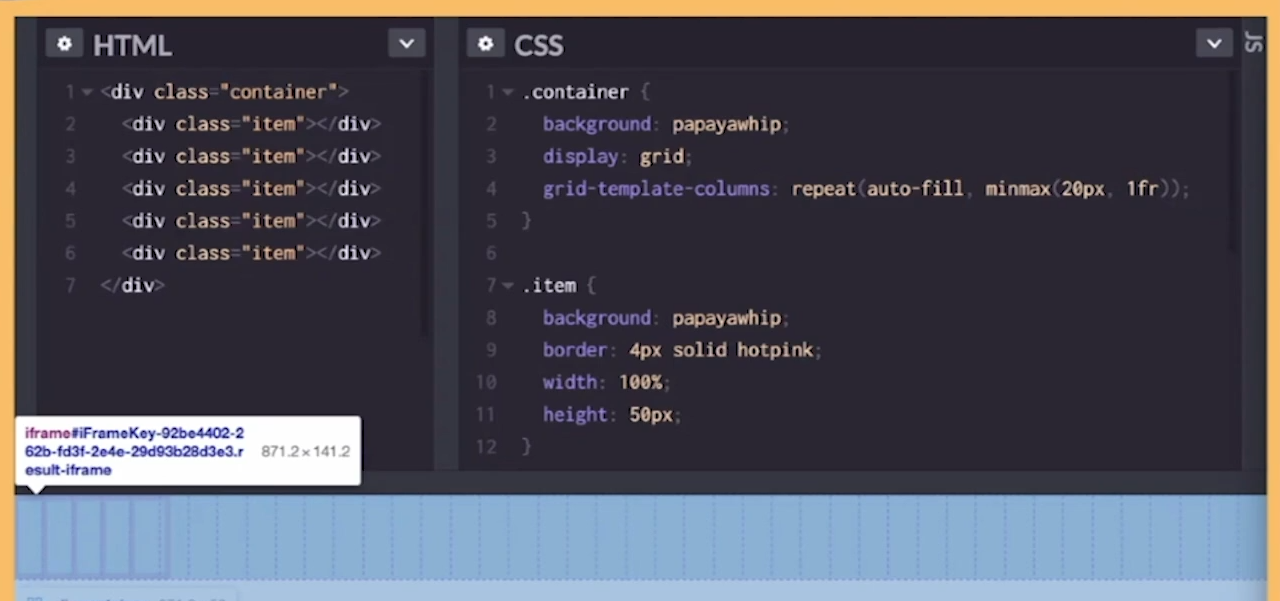 HTML
1 <div class="container">
2 <div class="item"></div>
3 <div class="item"></div>
4 <div class="item"></div>
5 <div class="item"></div>
6 <div class="item"></div>
7 </div>
CSS
1 .container {
2 background: papayawhip;
3 display: grid;
4 grid-template-columns: repeat(auto-fill, minmax(20px, 1fr));
5 }
6
7 .item {
8 background: papayawhip;
9 border: 4px solid hotpink;
10 width: 100%;
11 height: 50px;
12 }
JS
iframe#iFrameKey-92be4402-2
62b-fd3f-2e4e-29d93b28d3e3.r
esult-iframe
871.2 × 141.2